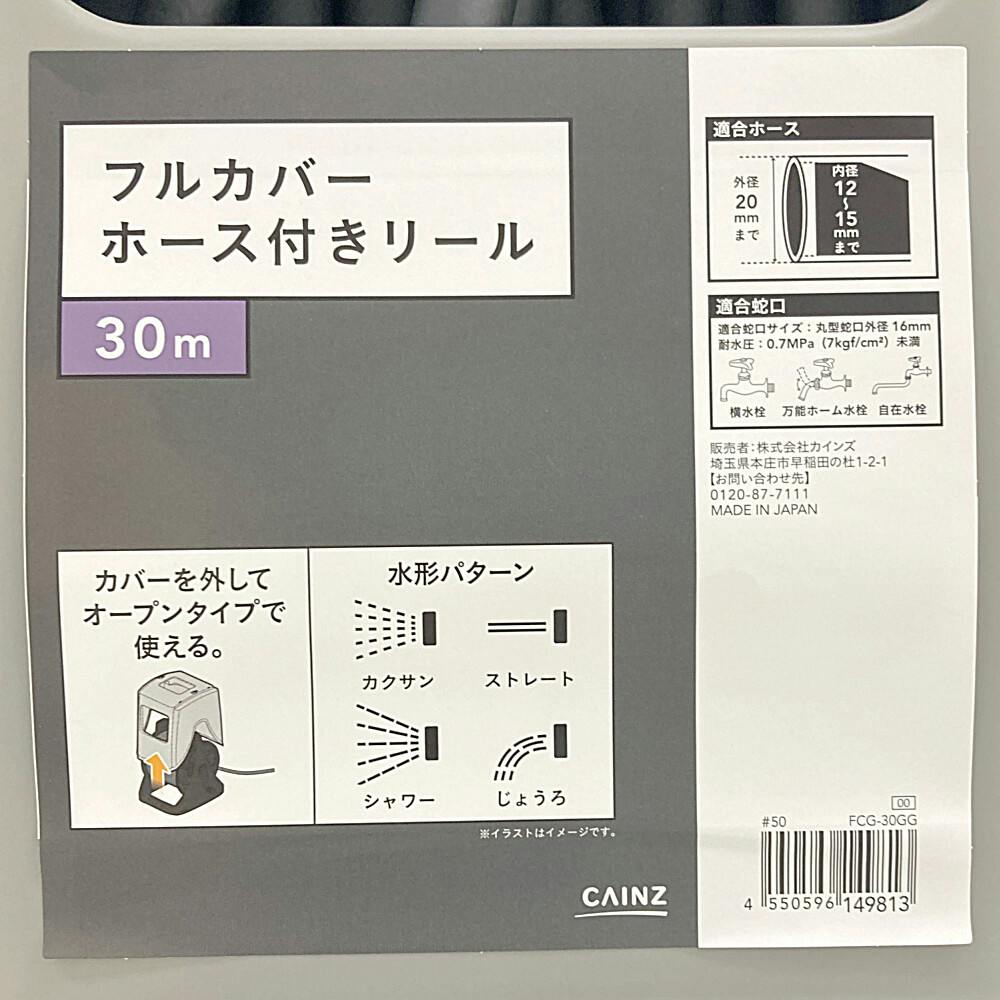 フルカバー
ホース付きリール
30m
カバーを外して
オープンタイプで
使える。
水形パターン
カクサン
ストレート
シャワー
じょうろ
※イラストはイメージです。
CAINZ
適合ホース
外径
20
mm
まで
内径
12
〜
15
mm
まで
適合蛇口
適合蛇口サイズ：丸型蛇口外径 16mm
耐水圧：0.7MPa（7kgf/cm²）未満
横水栓 万能ホーム水栓 自在水栓
販売者：株式会社カインズ
埼玉県本庄市早稲田の杜1-2-1
【お問い合わせ先】
0120-87-7111
MADE IN JAPAN
00
#50 FCG-30GG
4 550596 149813